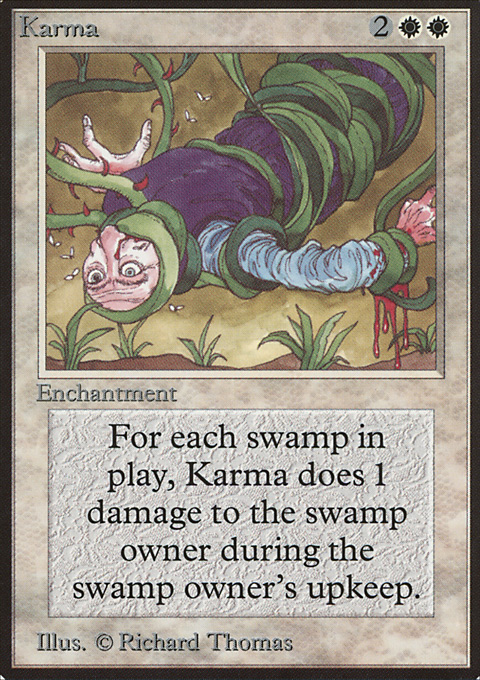 Karma 2
Enchantment
For each swamp in
play, Karma does 1
damage to the swamp
owner during the
swamp owner's upkeep.
Illus. © Richard Thomas